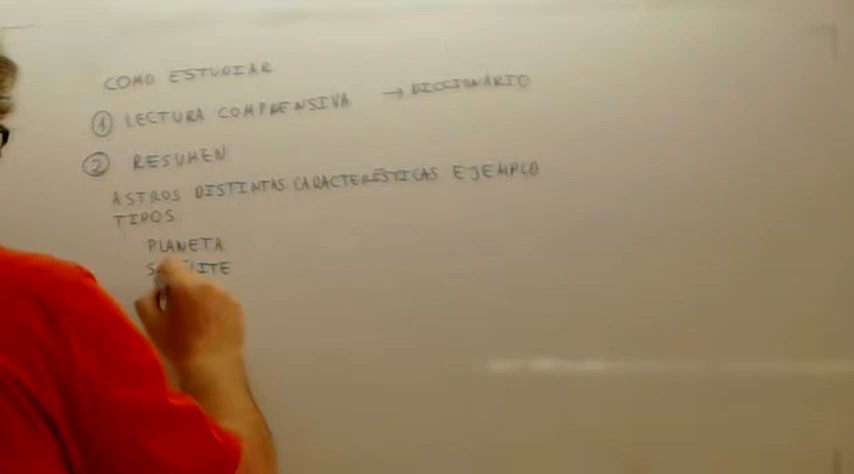 COMO ESTUDIAR
① LECTURA COMPRENSIVA → DICCIONARIO
② RESUMEN
ASTROS DISTINTAS CARACTERÍSTICAS EJEMPLO
TIPOS
PLANETA